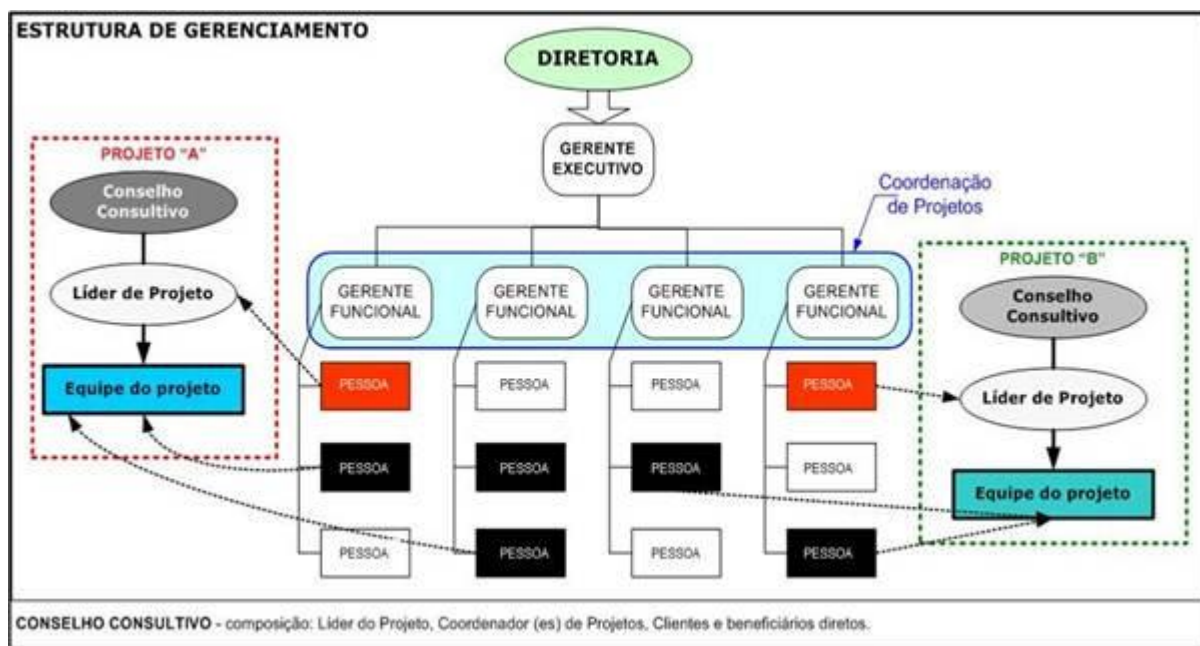 ESTRUTURA DE GERENCIAMENTO
DIRETORIA
GERENTE
EXECUTIVO
PROJETO "A"
Conselho
Consultivo
Líder de Projeto
Equipe do projeto
Coordenação
de Projetos
GERENTE
FUNCIONAL
GERENTE
FUNCIONAL
GERENTE
FUNCIONAL
GERENTE
FUNCIONAL
PESSOA
PESSOA
PESSOA
PESSOA
PESSOA
PESSOA
PESSOA
PESSOA
PESSOA
PESSOA
PESSOA
PESSOA
PROJETO "B"
Conselho
Consultivo
Líder de Projeto
Equipe do projeto
CONSELHO CONSULTIVO - composição: Líder do Projeto, Coordenador (es) de Projetos, Clientes e beneficiários diretos.